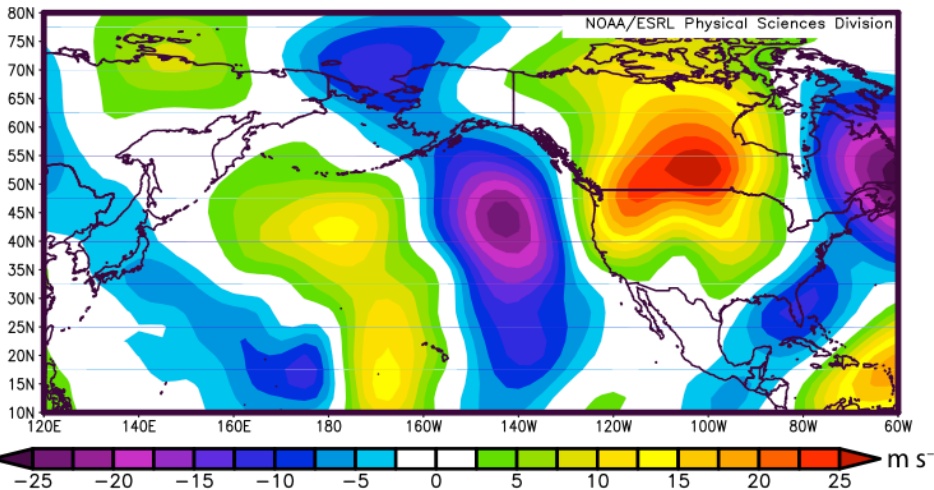 80N
NOAA/ESRL Physical Sciences Division
75N
70N
65N
60N
55N
50N
45N
40N
35N
30N
25N
20N
15N
10N
120E 140E 160E 180 160W 140W 120W 100W 80W 60W
−25 −20 −15 −10 −5 0 5 10 15 20 25 m s⁻